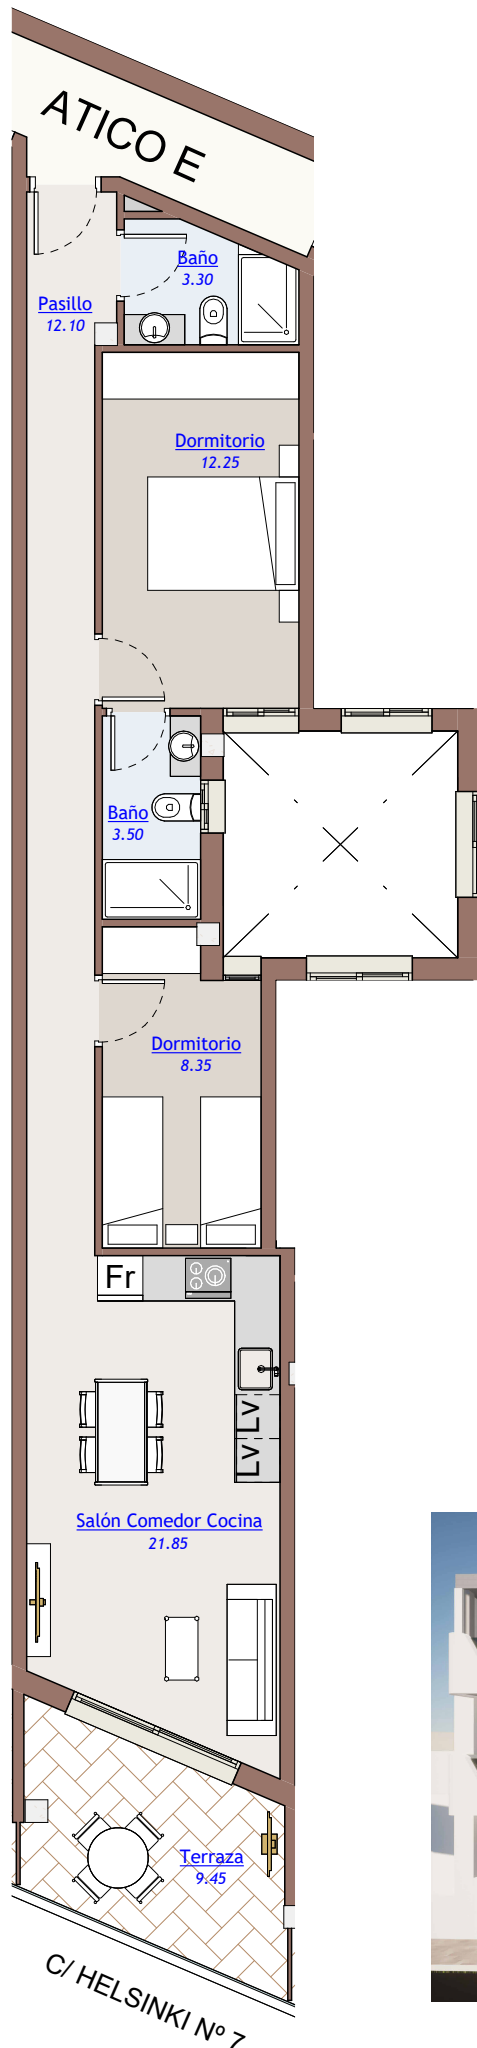 ATICO E
Baño
3.30
Pasillo
12.10
Dormitorio
12.25
Baño
3.50
Dormitorio
8.35
Fr
Lv
Lv
Salón Comedor Cocina
21.85
Terraza
9.45
C/ HELSINKI Nº 7